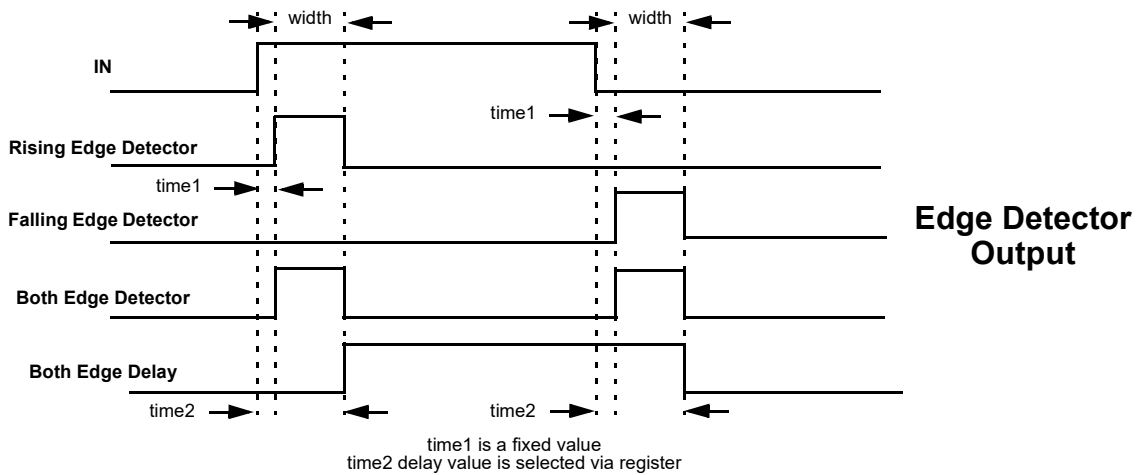 width
width
IN
time1
Rising Edge Detector
time1
Falling Edge Detector
Edge Detector
Output
Both Edge Detector
Both Edge Delay
time2
time2
time1 is a fixed value
time2 delay value is selected via register